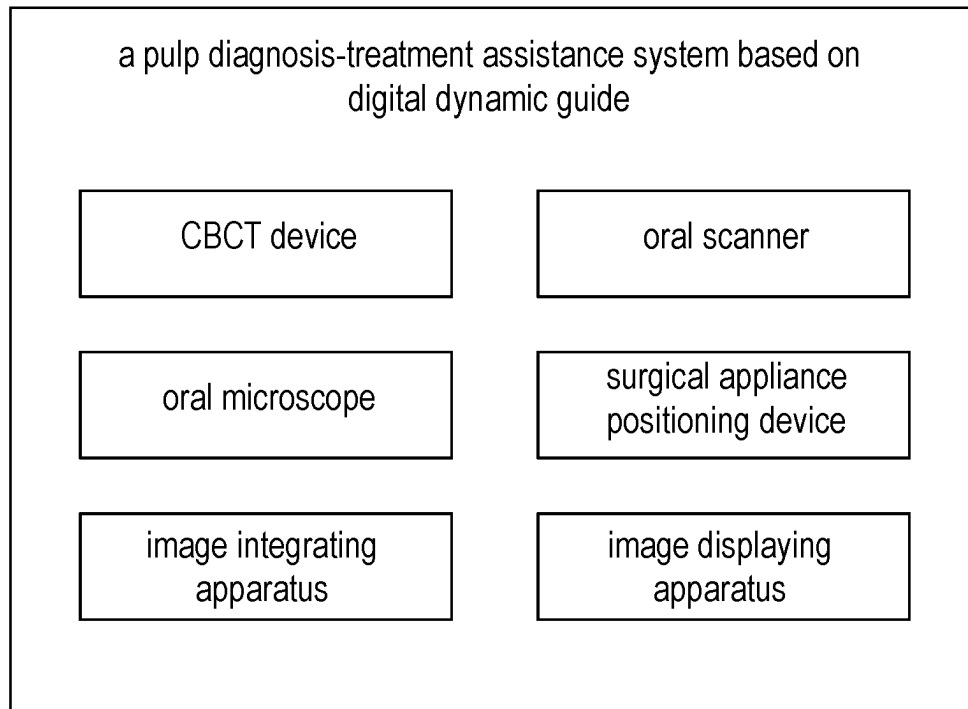 a pulp diagnosis-treatment assistance system based on
digital dynamic guide
CBCT device
oral scanner
oral microscope
surgical appliance
positioning device
image integrating
apparatus
image displaying
apparatus